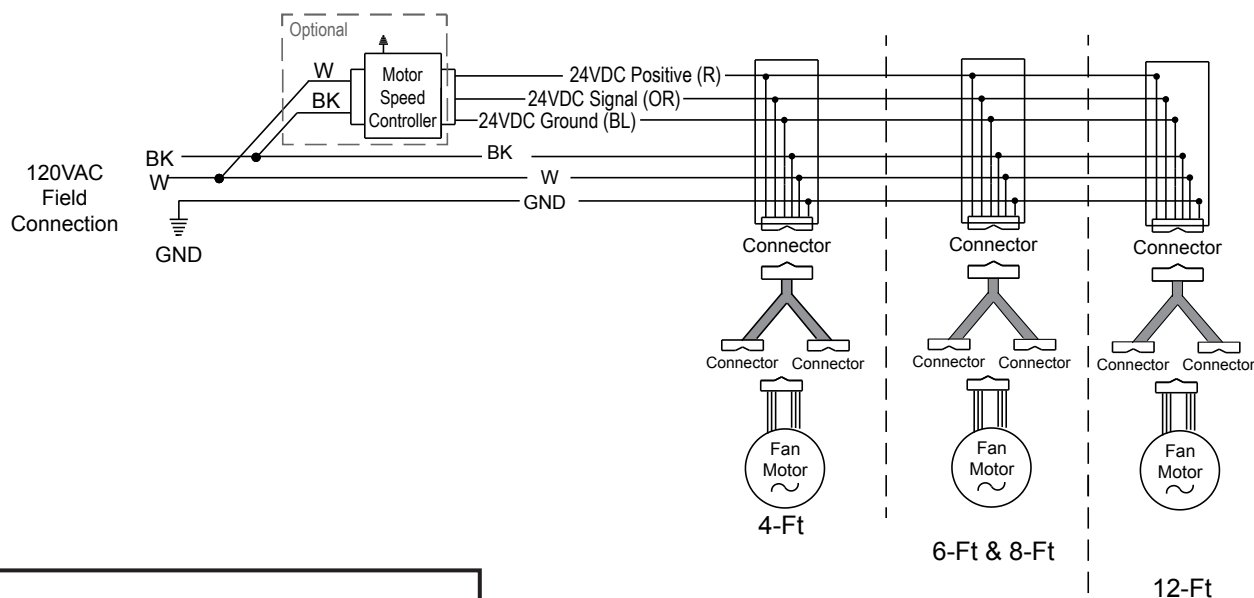 Optional
W
BK
Motor
Speed
Controller
24VDC Positive (R)
24VDC Signal (OR)
24VDC Ground (BL)
120VAC
Field
Connection
BK
W
BK
W
GND
GND
Connector
Connector
Connector
Connector Connector
Connector Connector
Connector Connector
Fan
Motor
Fan
Motor
Fan
Motor
4-Ft
6-Ft & 8-Ft
12-Ft